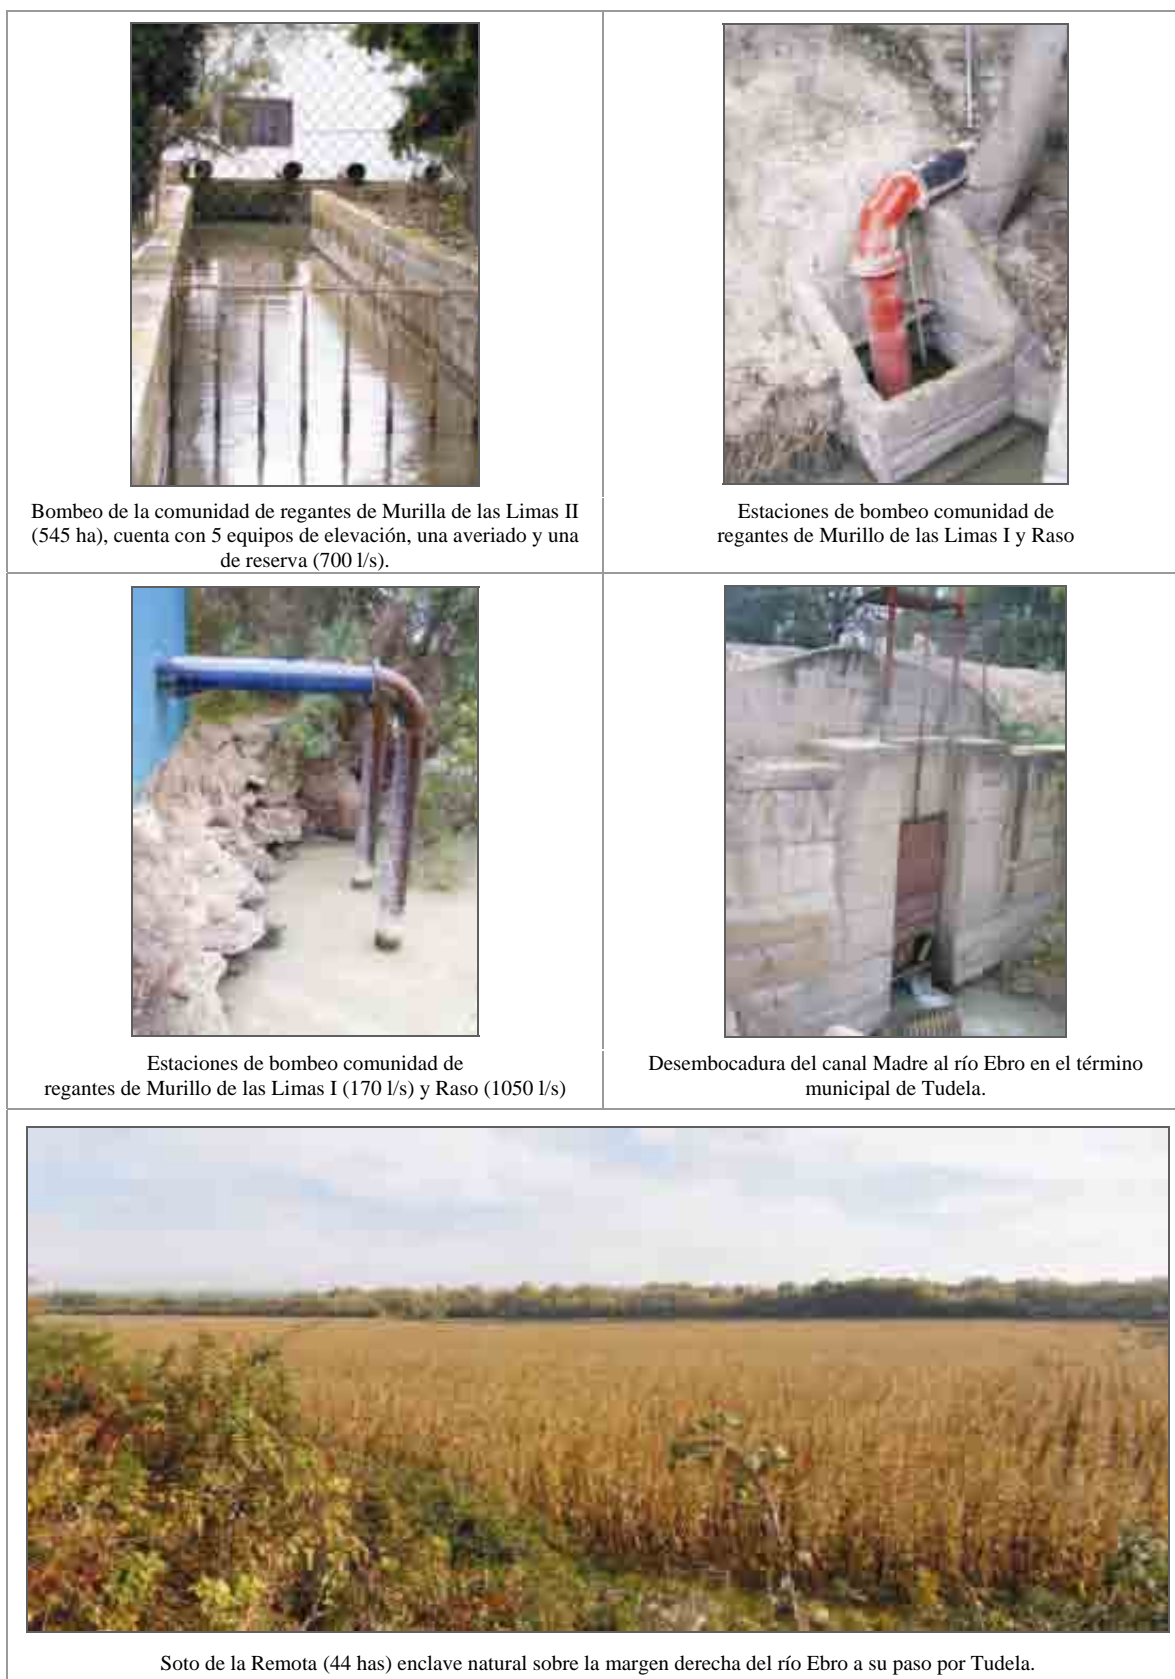 Bombeo de la comunidad de regantes de Murilla de las Limas II
(545 ha), cuenta con 5 equipos de elevación, una averiado y una
de reserva (700 l/s).
Estaciones de bombeo comunidad de
regantes de Murillo de las Limas I y Raso
Estaciones de bombeo comunidad de
regantes de Murillo de las Limas I (170 l/s) y Raso (1050 l/s)
Desembocadura del canal Madre al río Ebro en el término
municipal de Tudela.
Soto de la Remota (44 has) enclave natural sobre la margen derecha del río Ebro a su paso por Tudela.